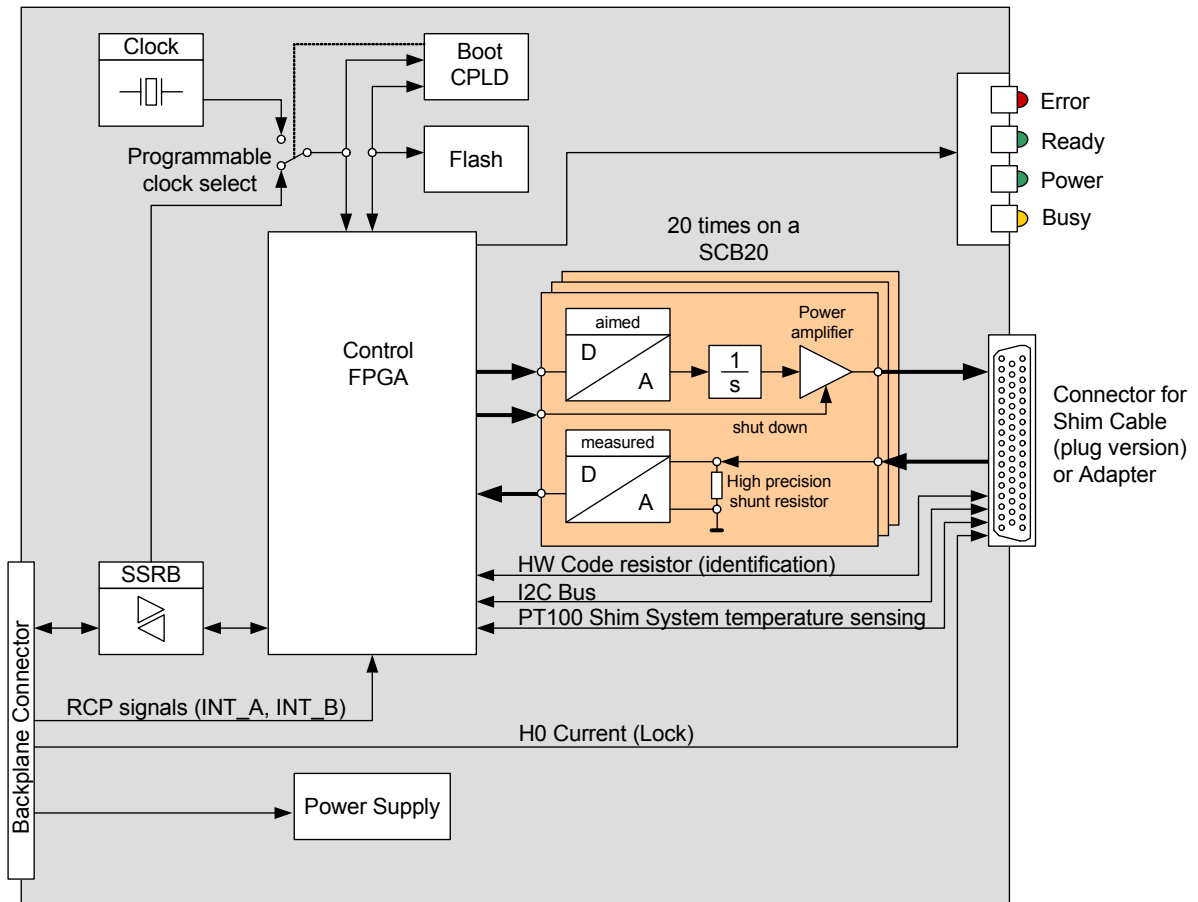 Clock
Boot
CPLD
Programmable
clock select
Flash
Error
Ready
Power
Busy
20 times on a
SCB20
Control
FPGA
aimed
D
A
1
s
Power
amplifier
shut down
measured
D
A
High precision
shunt resistor
Connector for
Shim Cable
(plug version)
or Adapter
HW Code resistor (identification)
I2C Bus
PT100 Shim System temperature sensing
SSRB
Backplane Connector
RCP signals (INT_A, INT_B)
H0 Current (Lock)
Power Supply